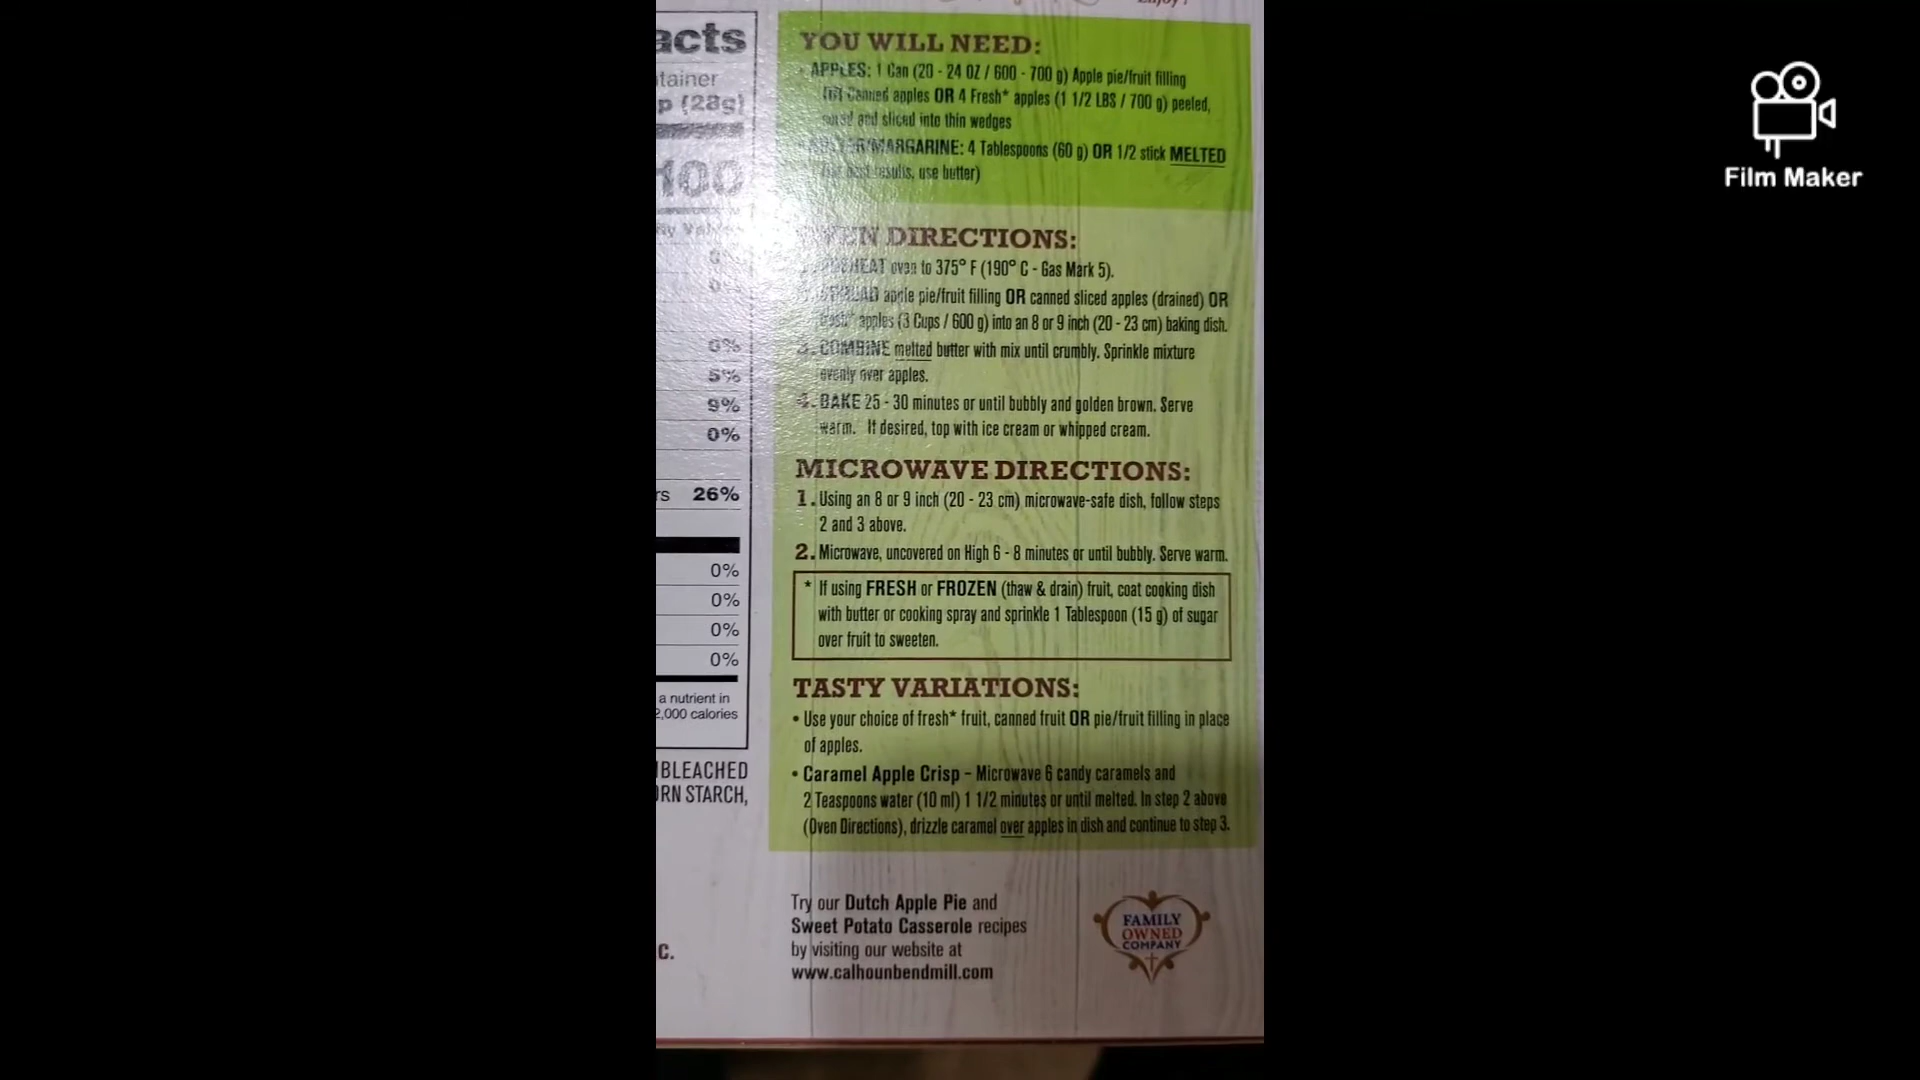 acts
tainer
p (28g)
100
0%
5%
9%
0%
rs 26%
0%
0%
0%
0%
a nutrient in
2,000 calories
BLEACHED
ORN STARCH,
C.
Enjoy!
YOU WILL NEED:
• APPLES: 1 Can (20 - 24 OZ / 600 - 700 g) Apple pie/fruit filling
Canned apples OR 4 Fresh* apples (1 1/2 LBS / 700 g) peeled,
and sliced into thin wedges
MARGARINE: 4 Tablespoons (60 g) OR 1/2 stick MELTED
results, use butter)
OVEN DIRECTIONS:
PREHEAT oven to 375° F (190° C - Gas Mark 5).
SPREAD apple pie/fruit filling OR canned sliced apples (drained) OR
fresh* apples (3 Cups / 600 g) into an 8 or 9 inch (20 - 23 cm) baking dish.
3. COMBINE melted butter with mix until crumbly. Sprinkle mixture
evenly over apples.
4. BAKE 25 - 30 minutes or until bubbly and golden brown. Serve
warm. If desired, top with ice cream or whipped cream.
MICROWAVE DIRECTIONS:
1. Using an 8 or 9 inch (20 - 23 cm) microwave-safe dish, follow steps
2 and 3 above.
2. Microwave, uncovered on High 6 - 8 minutes or until bubbly. Serve warm.
* If using FRESH or FROZEN (thaw & drain) fruit, coat cooking dish
with butter or cooking spray and sprinkle 1 Tablespoon (15 g) of sugar
over fruit to sweeten.
TASTY VARIATIONS:
• Use your choice of fresh* fruit, canned fruit OR pie/fruit filling in place
of apples.
• Caramel Apple Crisp - Microwave 6 candy caramels and
2 Teaspoons water (10 ml) 1 1/2 minutes or until melted. In step 2 above
(Oven Directions), drizzle caramel over apples in dish and continue to step 3.
Try our Dutch Apple Pie and
Sweet Potato Casserole recipes
by visiting our website at
www.calhounbendmill.com
FAMILY
OWNED
COMPANY
Film Maker